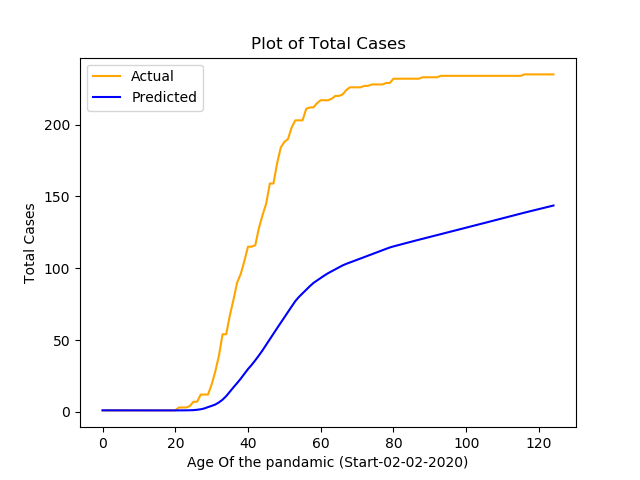 Plot of Total Cases
Actual
Predicted
200
150
100
50
0
Total Cases
0 20 40 60 80 100 120
Age Of the pandamic (Start-02-02-2020)